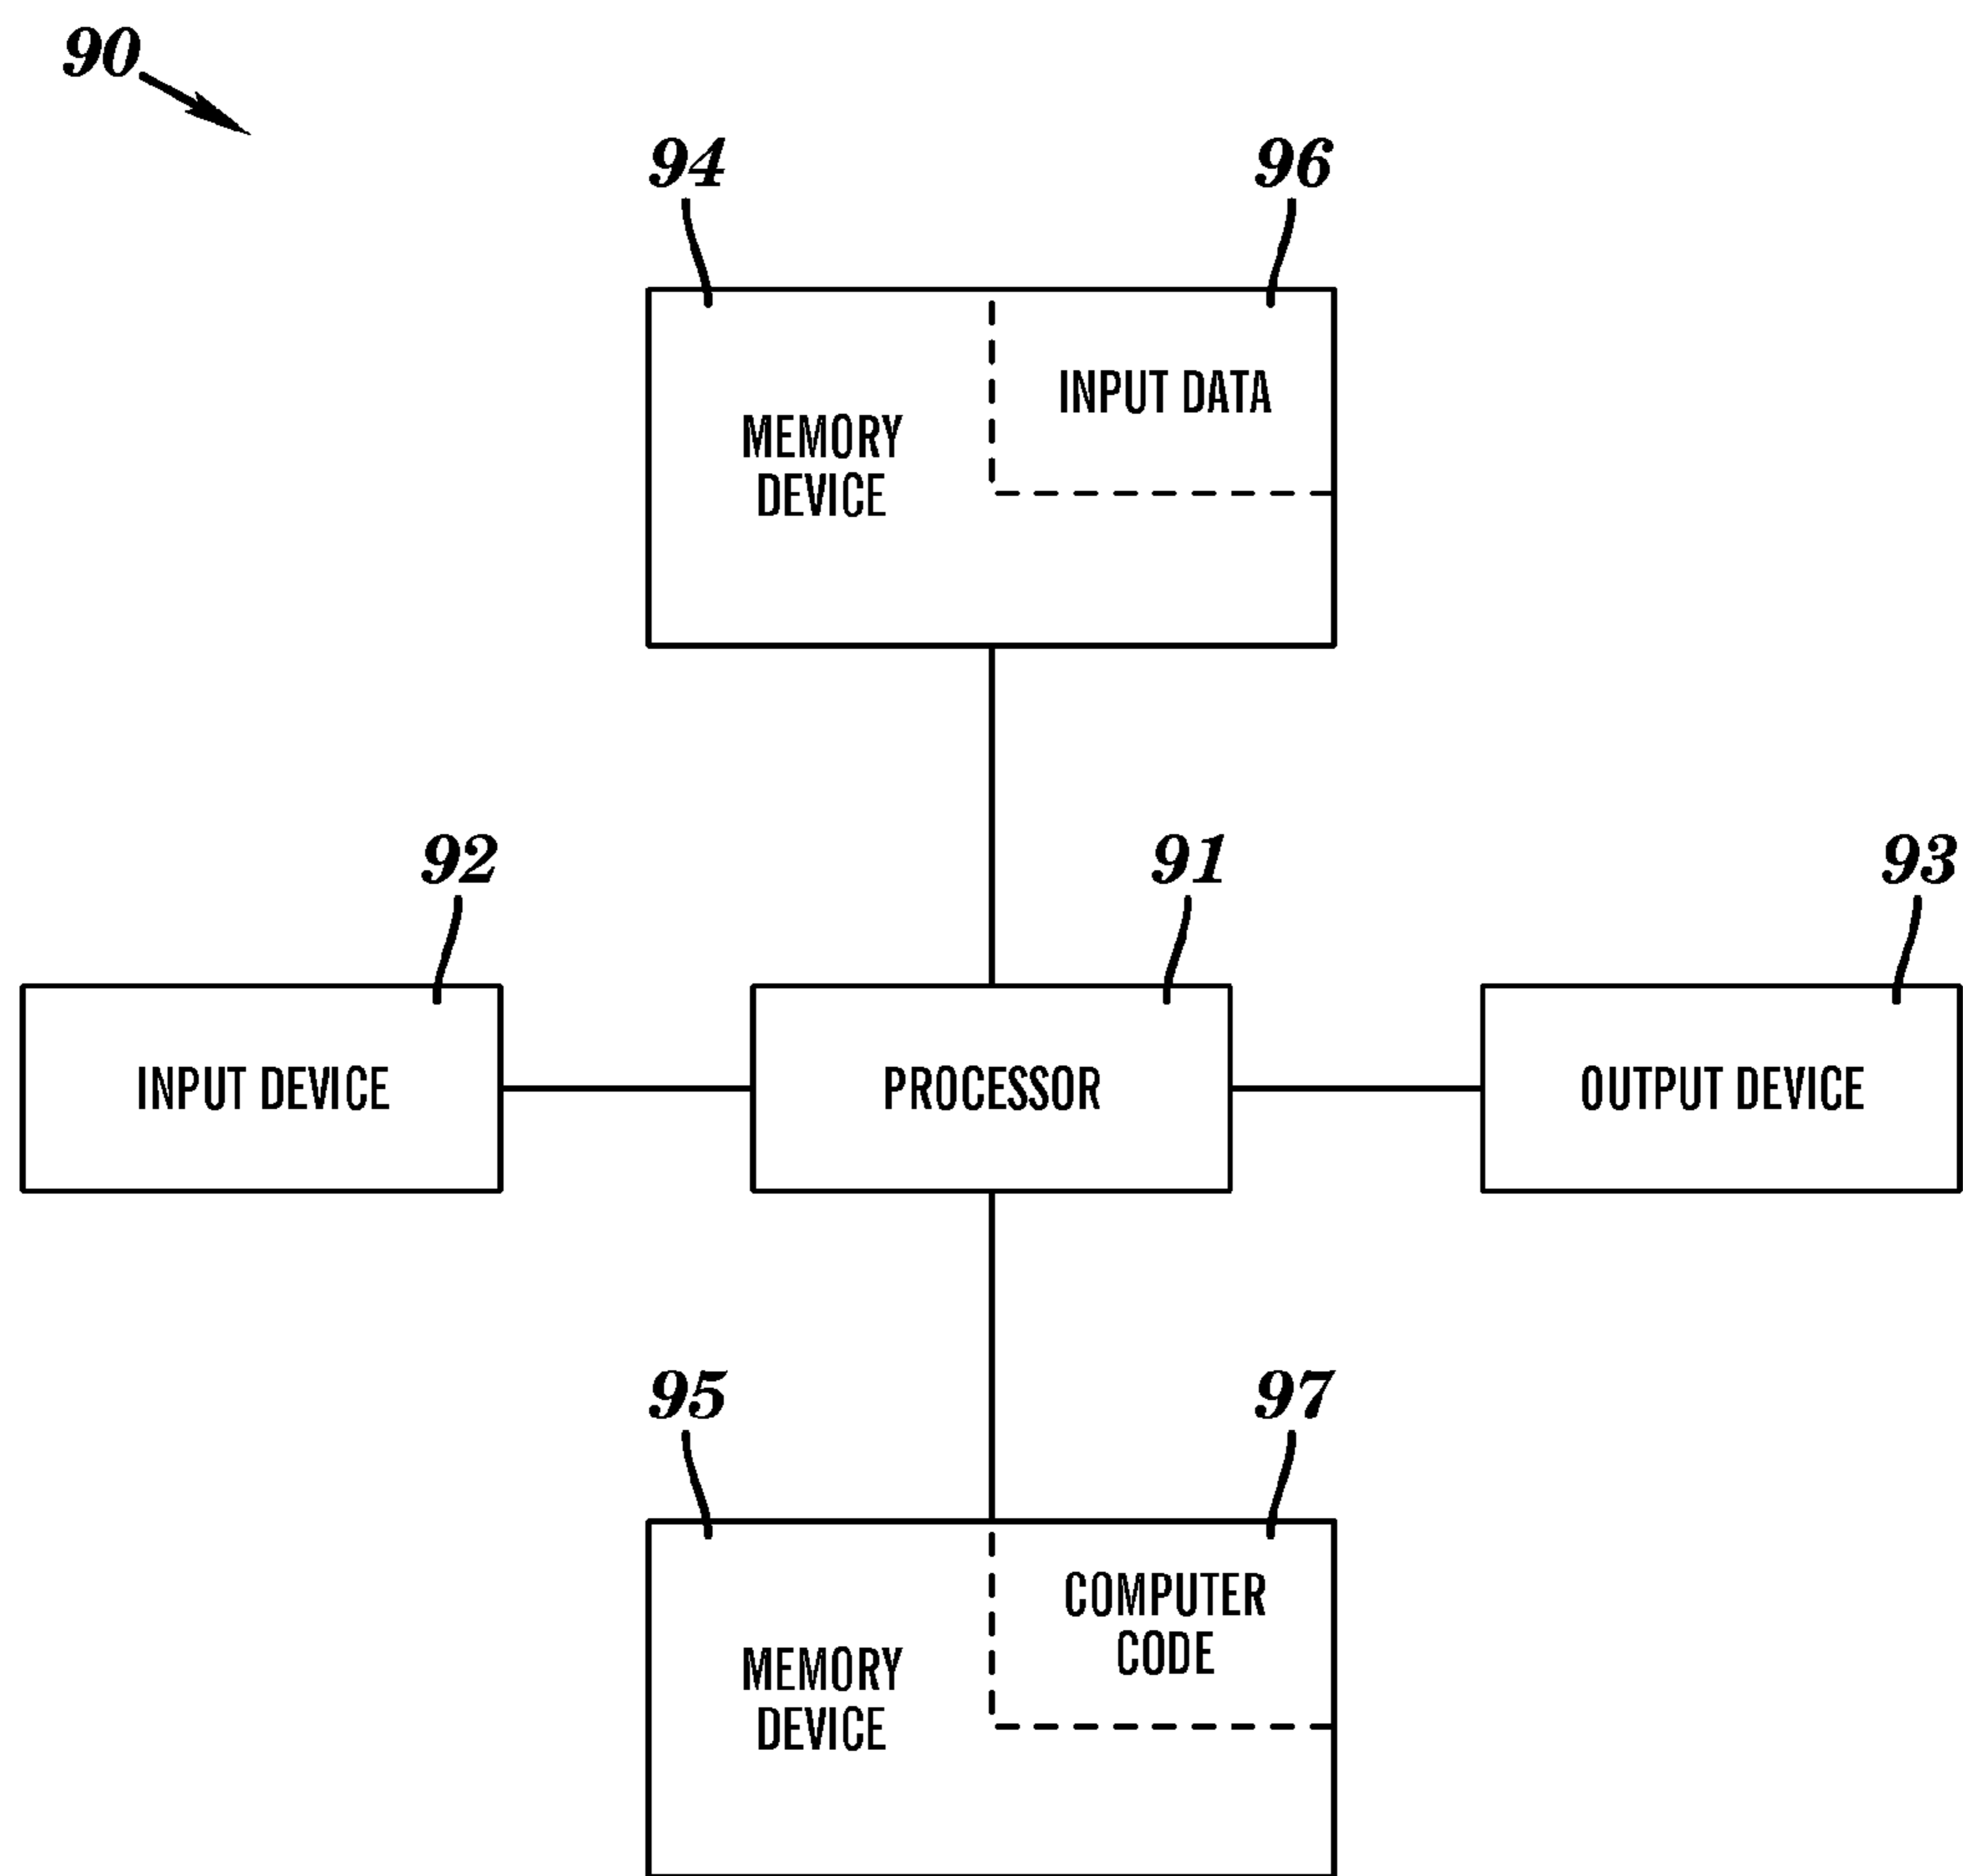 90
94
96
INPUT DATA
MEMORY
DEVICE
92
91
93
INPUT DEVICE
PROCESSOR
OUTPUT DEVICE
95
97
COMPUTER
CODE
MEMORY
DEVICE